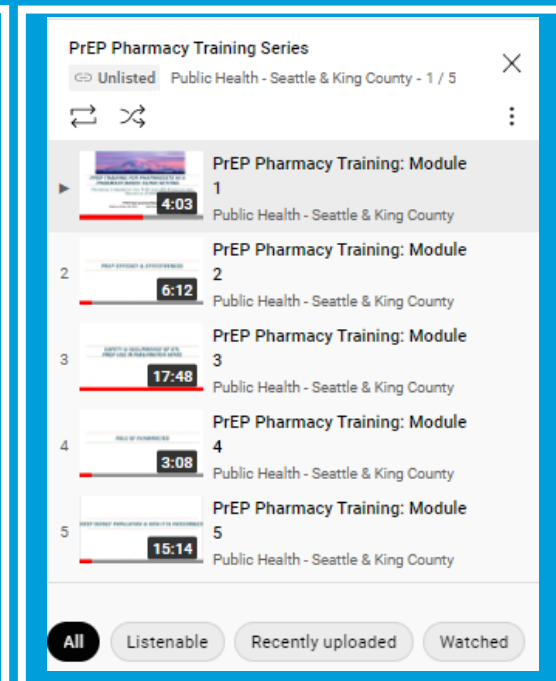 PrEP Pharmacy Training Series
Unlisted Public Health - Seattle & King County - 1 / 5
PrEP Pharmacy Training: Module
1
4:03
Public Health - Seattle & King County
2
PREP EFFICACY & EFFECTIVENESS
PrEP Pharmacy Training: Module
2
6:12
Public Health - Seattle & King County
3
PrEP Pharmacy Training: Module
3
17:48
Public Health - Seattle & King County
4
ROLE OF PHARMACIES
PrEP Pharmacy Training: Module
4
3:08
Public Health - Seattle & King County
5
PrEP Pharmacy Training: Module
5
15:14
Public Health - Seattle & King County
All Listenable Recently uploaded Watched